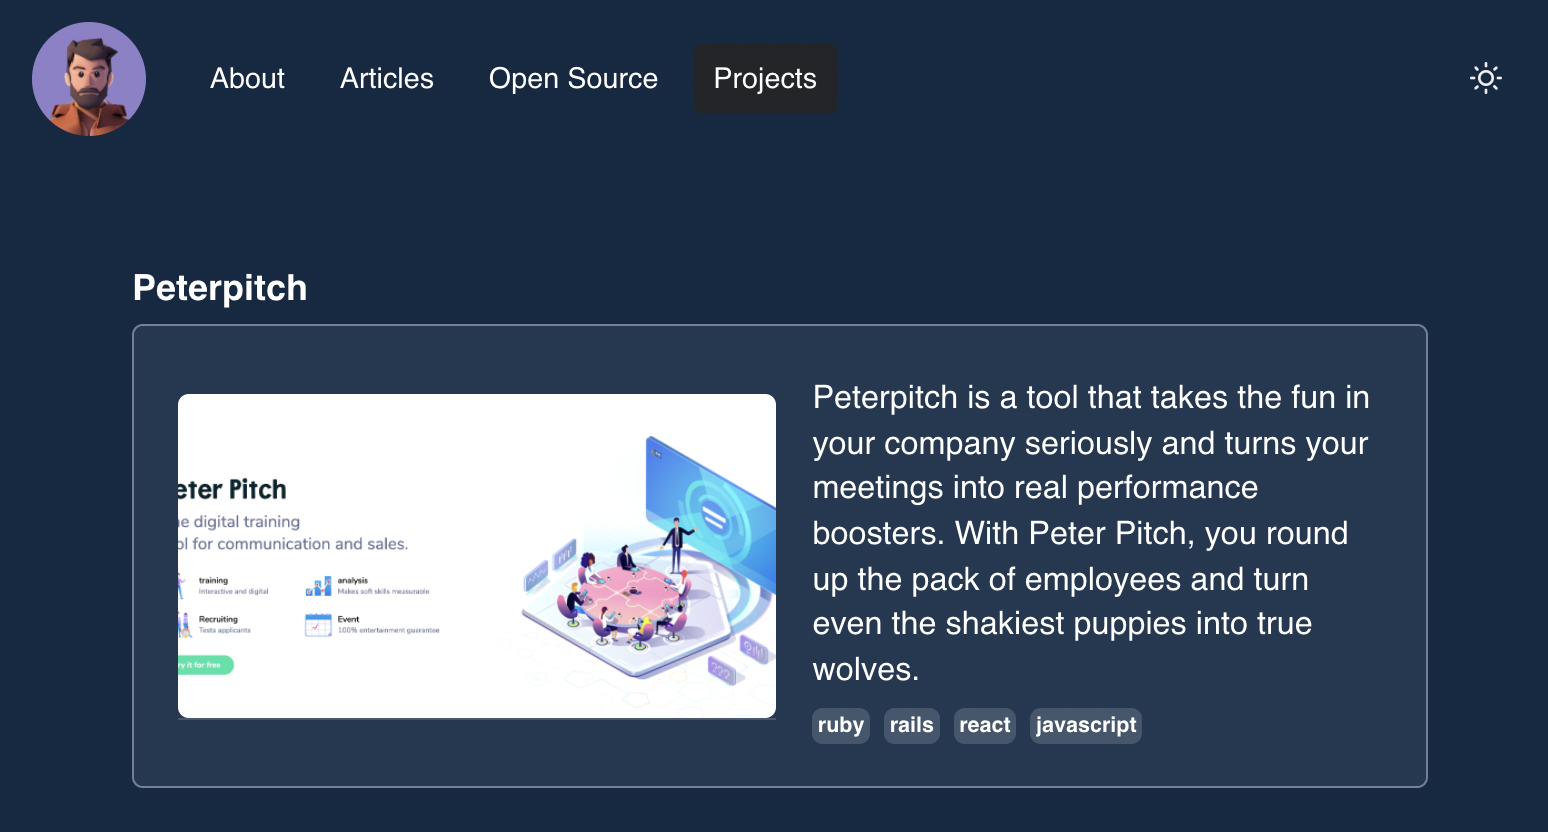 About
Articles
Open Source
Projects
Peterpitch
eter Pitch
ne digital training
ol for communication and sales.
training
Interactive and digital
analysis
Makes soft skills measurable
Recruiting
Tests applicants
Event
100% entertainment guarantee
ry it for free
Peterpitch is a tool that takes the fun in
your company seriously and turns your
meetings into real performance
boosters. With Peter Pitch, you round
up the pack of employees and turn
even the shakiest puppies into true
wolves.
ruby
rails
react
javascript